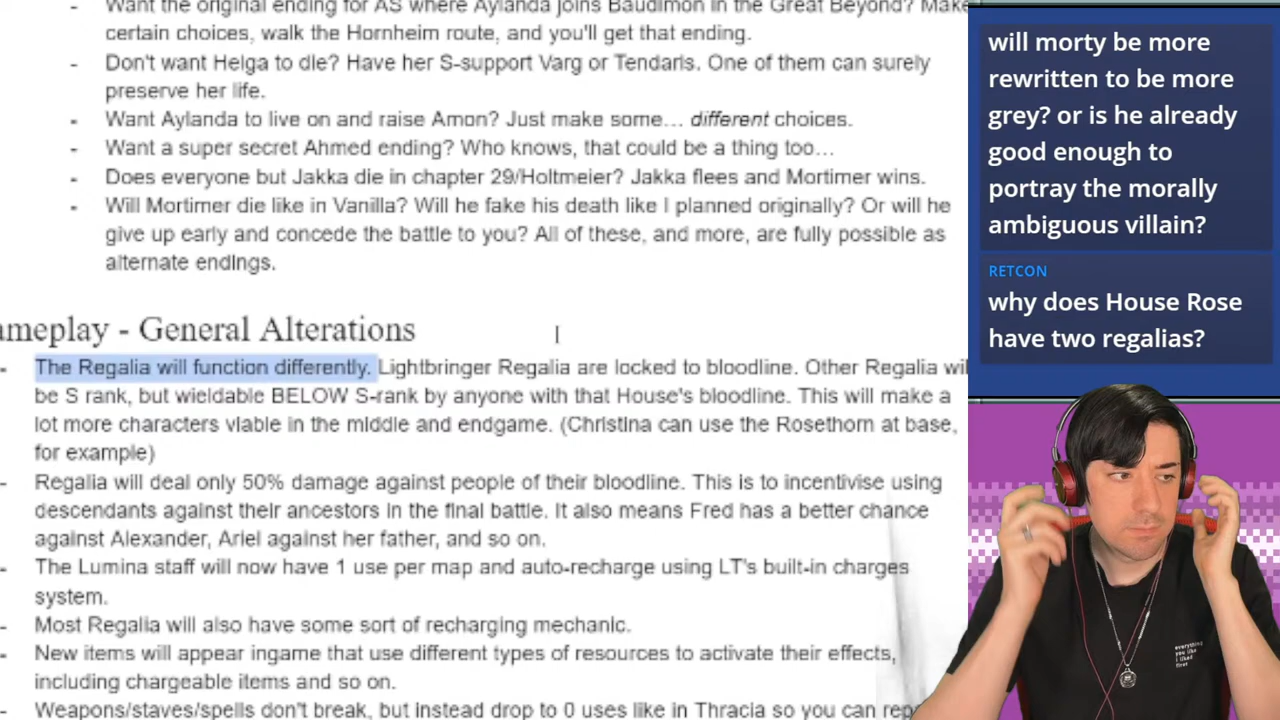 Want the original ending for AS where Aylanda joins Baudimon in the Great Beyond? Make
certain choices, walk the Hornheim route, and you'll get that ending.
- Don't want Helga to die? Have her S-support Varg or Tendaris. One of them can surely
preserve her life.
- Want Aylanda to live on and raise Amon? Just make some... different choices.
- Want a super secret Ahmed ending? Who knows, that could be a thing too...
- Does everyone but Jakka die in chapter 29/Holtmeier? Jakka flees and Mortimer wins.
- Will Mortimer die like in Vanilla? Will he fake his death like I planned originally? Or will he
give up early and concede the battle to you? All of these, and more, are fully possible as
alternate endings.
ameplay - General Alterations
- The Regalia will function differently. Lightbringer Regalia are locked to bloodline. Other Regalia wil
be S rank, but wieldable BELOW S-rank by anyone with that House's bloodline. This will make a
lot more characters viable in the middle and endgame. (Christina can use the Rosethorn at base,
for example)
- Regalia will deal only 50% damage against people of their bloodline. This is to incentivise using
descendants against their ancestors in the final battle. It also means Fred has a better chance
against Alexander, Ariel against her father, and so on.
- The Lumina staff will now have 1 use per map and auto-recharge using LT's built-in charges
system.
- Most Regalia will also have some sort of recharging mechanic.
- New items will appear ingame that use different types of resources to activate their effects,
including chargeable items and so on.
- Weapons/staves/spells don't break, but instead drop to 0 uses like in Thracia so you can rep
will morty be more
rewritten to be more
grey? or is he already
good enough to
portray the morally
ambiguous villain?
RETCON
why does House Rose
have two regalias?
everything
you like
i liked
first